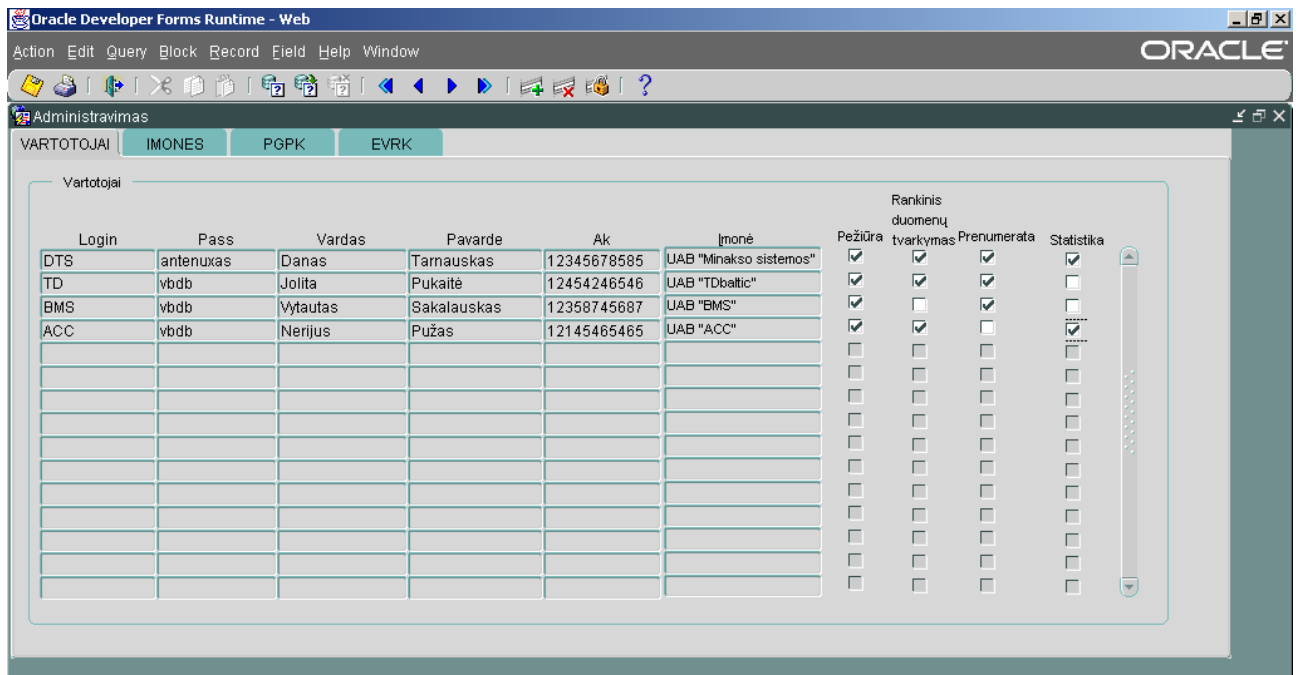 Oracle Developer Forms Runtime - Web
Action Edit Query Block Record Field Help Window
ORACLE
Administravimas
VARTOTOJAI IMONES PGPK EVRK
Vartotojai
Rankinis
duomenų
Login Pass Vardas Pavarde Ak Įmonė Pežiūra tvarkymas Prenumerata Statistika
DTS antenuxas Danas Tarnauskas 12345678585 UAB "Minakso sistemos"
TD vbdb Jolita Pukaitė 12454246546 UAB "TDbaltic"
BMS vbdb Vytautas Sakalauskas 12358745687 UAB "BMS"
ACC vbdb Nerijus Pužas 12145465465 UAB "ACC"